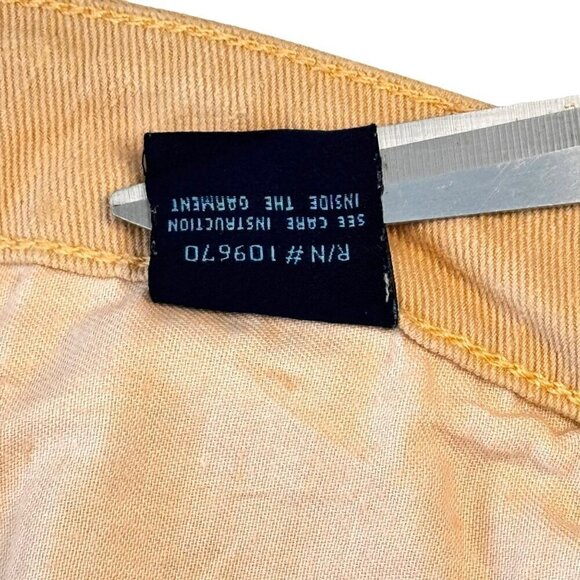 R/N# 109670
SEE CARE INSTRUCTION
INSIDE THE GARMENT